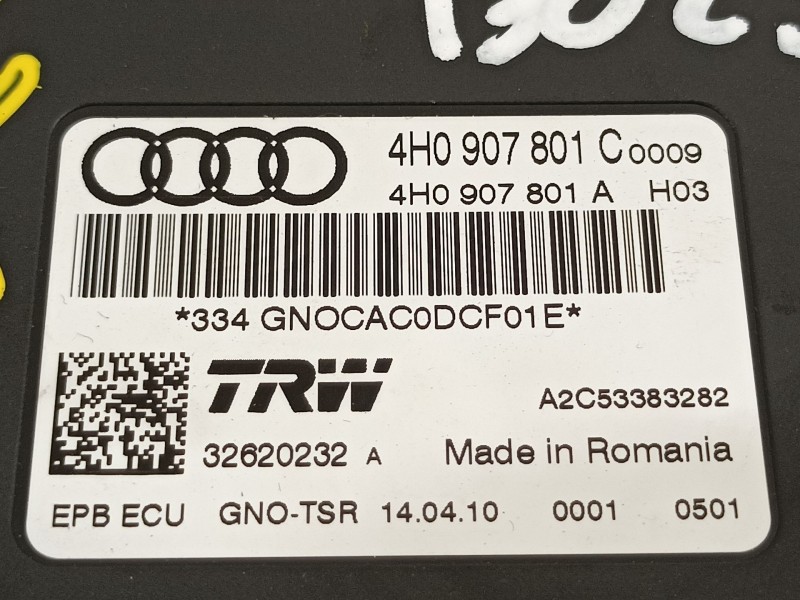 4H0 907 801 C 0009
4H0 907 801 A H03
*334 GNOCAC0DCF01E*
TRW
A2C53383282
32620232 A
Made in Romania
EPB ECU GNO-TSR 14.04.10 0001 0501